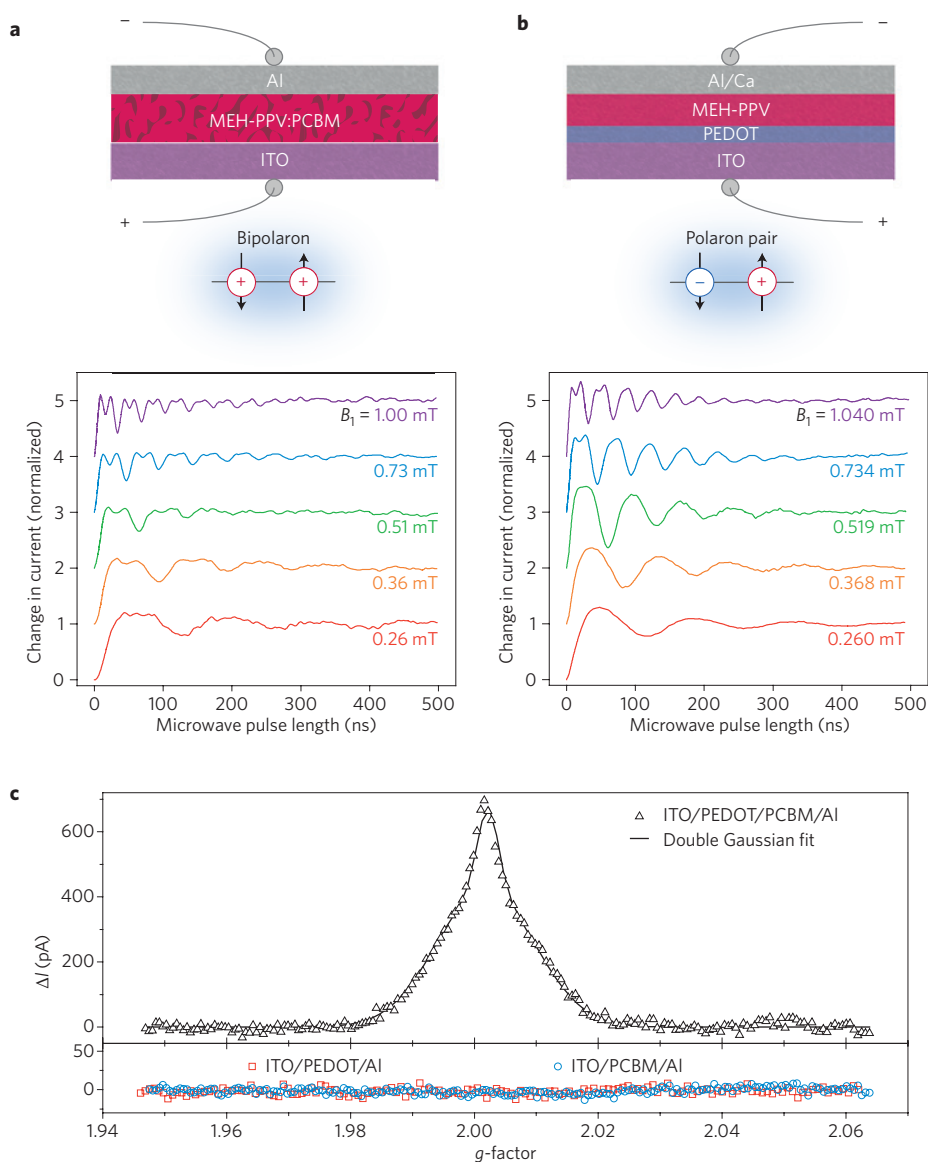 a
−
Al
MEH-PPV:PCBM
ITO
+
Bipolaron
+ +
Change in current (normalized)
5
4
3
2
1
0
B1 = 1.00 mT
0.73 mT
0.51 mT
0.36 mT
0.26 mT
0 100 200 300 400 500
Microwave pulse length (ns)
b
−
Al/Ca
MEH-PPV
PEDOT
ITO
+
Polaron pair
− +
Change in current (normalized)
5
4
3
2
1
0
B1 = 1.040 mT
0.734 mT
0.519 mT
0.368 mT
0.260 mT
0 100 200 300 400 500
Microwave pulse length (ns)
c
ΔI (pA)
600
400
200
0
ITO/PEDOT/PCBM/Al
Double Gaussian fit
50
0
ITO/PEDOT/Al
ITO/PCBM/Al
1.94 1.96 1.98 2.00 2.02 2.04 2.06
g-factor